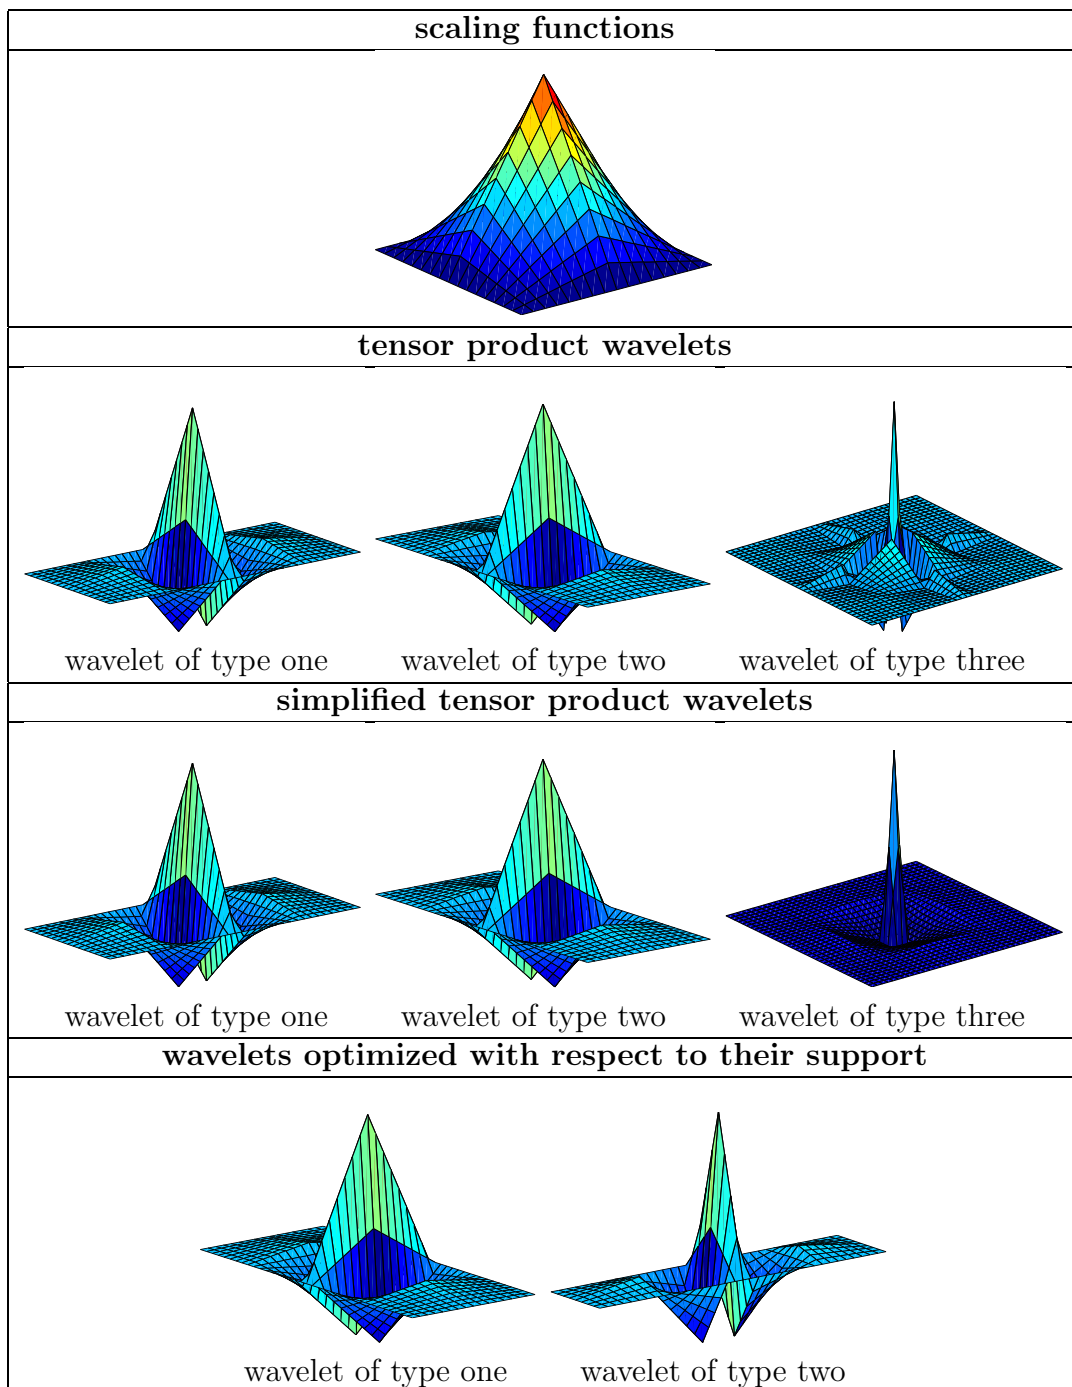 scaling functions
tensor product wavelets
wavelet of type one
wavelet of type two
wavelet of type three
simplified tensor product wavelets
wavelet of type one
wavelet of type two
wavelet of type three
wavelets optimized with respect to their support
wavelet of type one
wavelet of type two